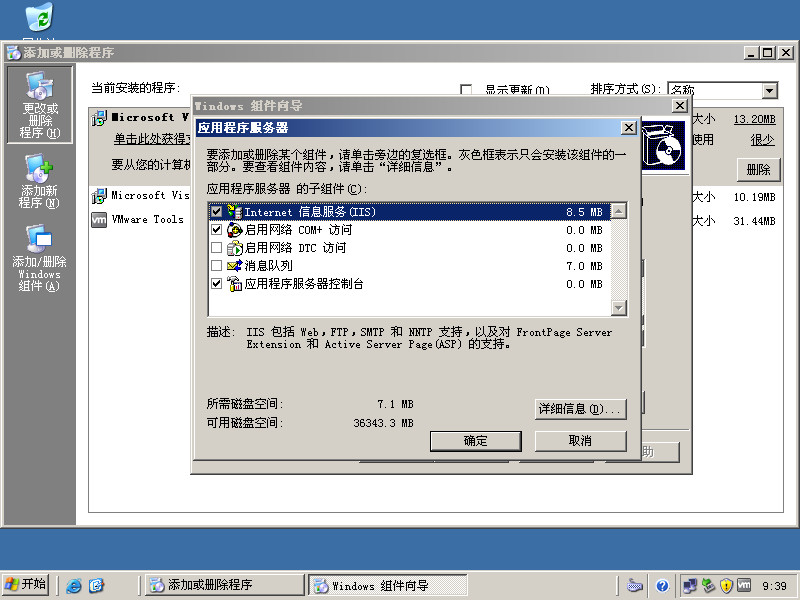 添加或删除程序
更改或
删除
程序(H)
添加新
程序(N)
添加/删除
Windows
组件(A)
当前安装的程序:
显示更新(D)
排序方式(S):
名称
Microsoft V
大小
13.20MB
单击此处获得
使用
很少
要从您的计算机
删除
Microsoft Vis
大小
10.19MB
VMware Tools
大小
31.44MB
Windows 组件向导
应用程序服务器
要添加或删除某个组件，请单击旁边的复选框。灰色框表示只会安装该组件的一
部分。要查看组件内容，请单击“详细信息”。
应用程序服务器 的子组件(C):
Internet 信息服务(IIS) 8.5 MB
启用网络 COM+ 访问 0.0 MB
启用网络 DTC 访问 0.0 MB
消息队列 7.0 MB
应用程序服务器控制台 0.0 MB
描述: IIS 包括 Web，FTP，SMTP 和 NNTP 支持，以及对 FrontPage Server
Extension 和 Active Server Page(ASP) 的支持。
所需磁盘空间: 7.1 MB
可用磁盘空间: 36343.3 MB
详细信息(D)...
确定
取消
助
开始
添加或删除程序
Windows 组件向导
vm
9:39